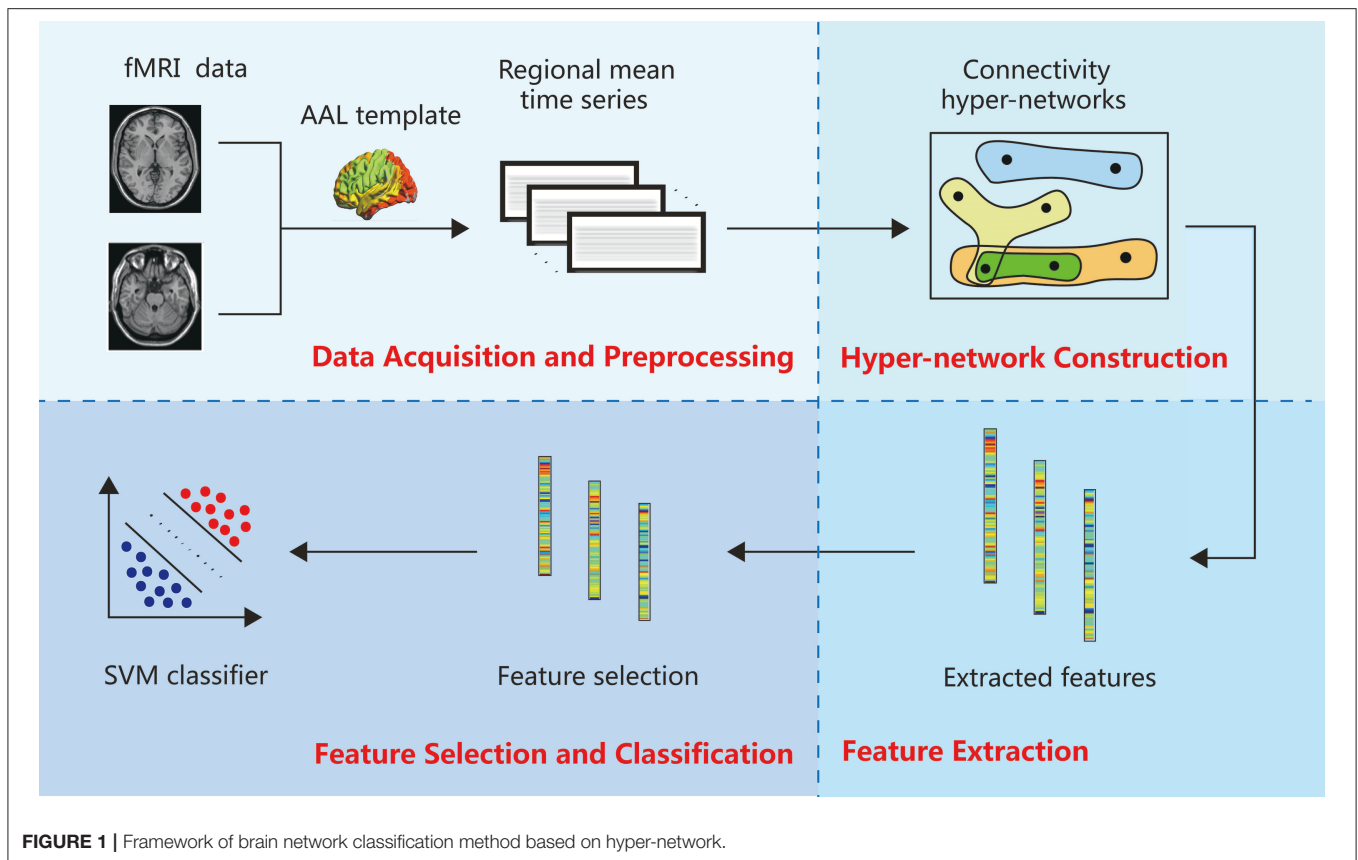 fMRI data
AAL template
Regional mean
time series
Data Acquisition and Preprocessing
Connectivity
hyper-networks
Hyper-network Construction
Extracted features
Feature Extraction
Feature selection
SVM classifier
Feature Selection and Classification
FIGURE 1 | Framework of brain network classification method based on hyper-network.